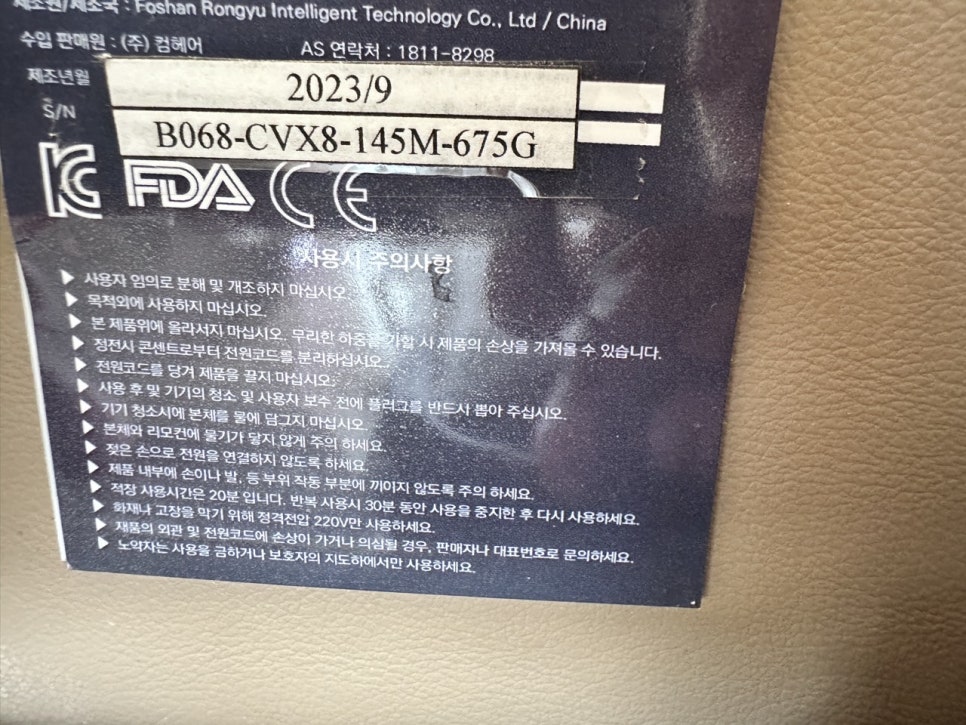 제조원/제조국 : Foshan Rongyu Intelligent Technology Co., Ltd / China
수입 판매원 : (주) 컴헤어 AS 연락처 : 1811-8298
제조년월 2023/9
S/N B068-CVX8-145M-675G
KC FDA CE
사용시 주의사항
▶ 사용자 임의로 분해 및 개조하지 마십시오.
▶ 목적외에 사용하지 마십시오.
▶ 본 제품위에 올라서지 마십시오. 무리한 하중을 가할 시 제품의 손상을 가져올 수 있습니다.
▶ 정전시 콘센트로부터 전원코드를 분리하십시오.
▶ 전원코드를 당겨 제품을 끌지 마십시오.
▶ 사용 후 및 기기의 청소 및 사용자 보수 전에 플러그를 반드시 뽑아 주십시오.
▶ 기기 청소시에 본체를 물에 담그지 마십시오.
▶ 본체와 리모컨에 물기가 닿지 않게 주의 하세요.
▶ 젖은 손으로 전원을 연결하지 않도록 하세요.
▶ 제품 내부에 손이나 발, 등 부위 작동 부분에 끼이지 않도록 주의 하세요.
▶ 적장 사용시간은 20분 입니다. 반복 사용시 30분 동안 사용을 중지한 후 다시 사용하세요.
▶ 화재나 고장을 막기 위해 정격전압 220V만 사용하세요.
▶ 재품의 외관 및 전원코드에 손상이 가거나 의심될 경우, 판매자나 대표번호로 문의하세요.
▶ 노약자는 사용을 금하거나 보호자의 지도하에서만 사용하세요.